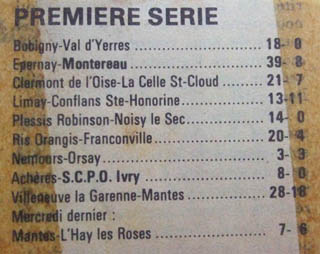 PREMIERE SERIE
Bobigny-Val d'Yerres ........................ 18- 0
Epernay-Montereau ........................ 39- 8
Clermont de l'Oise-La Celle St-Cloud ..... 21- 7
Limay-Conflans Ste-Honorine ............ 13-11
Plessis Robinson-Noisy le Sec ............ 14- 0
Ris Orangis-Franconville ................... 20- 4
Nemours-Orsay ............................. 3- 3
Achères-S.C.P.O. Ivry ...................... 8- 0
Villeneuve la Garenne-Mantes ............ 28-18
Mercredi dernier :
Mantes-L'Hay les Roses .................... 7- 6